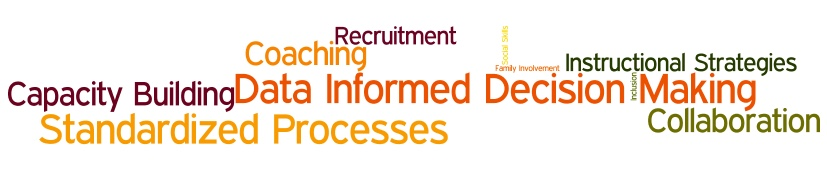 Recruitment
Social Skills
Coaching
Family Involvement
Instructional Strategies
Capacity Building
Data Informed Decision Making
Inclusion
Standardized Processes
Collaboration